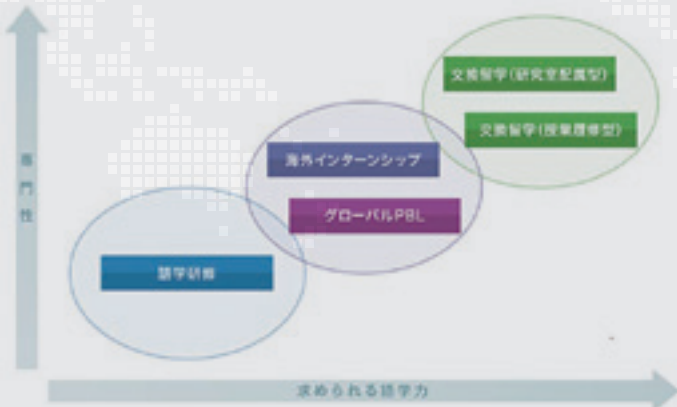 交換留学(研究室配属型)
交換留学(授業履修型)
海外インターンシップ
グローバルPBL
専門性
語学研修
求められる語学力